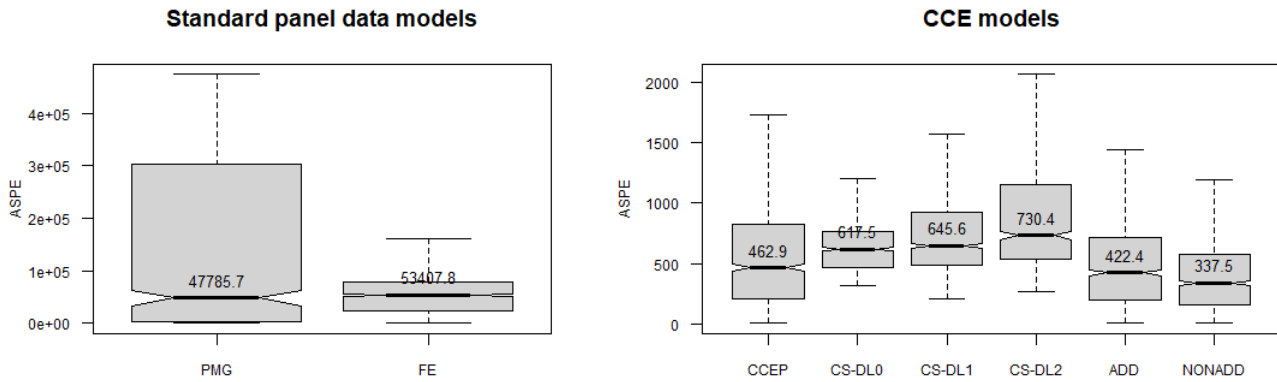 Standard panel data models
ASPE
4e+05
3e+05
2e+05
1e+05
0e+00
47785.7
53407.8
PMG
FE
CCE models
ASPE
2000
1500
1000
500
0
462.9
617.5
645.6
730.4
422.4
337.5
CCEP
CS-DL0
CS-DL1
CS-DL2
ADD
NONADD